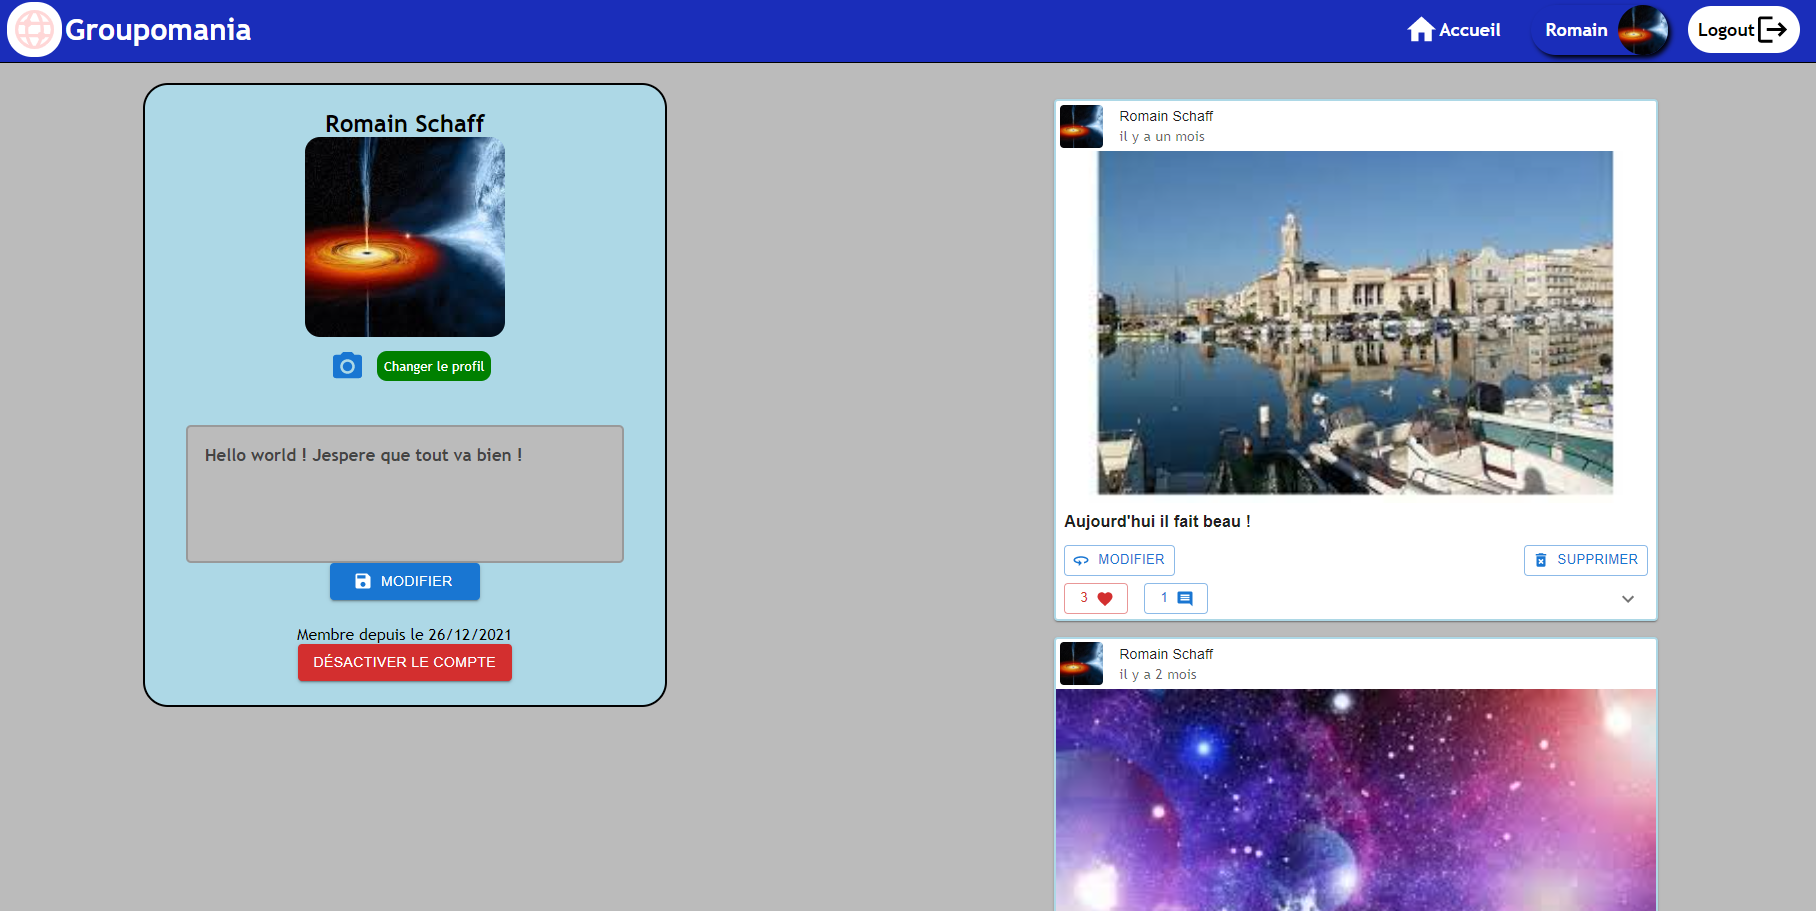 Groupomania
Accueil
Romain
Logout
Romain Schaff
Changer le profil
Hello world ! Jespere que tout va bien !
MODIFIER
Membre depuis le 26/12/2021
DÉSACTIVER LE COMPTE
Romain Schaff
il y a un mois
Aujourd'hui il fait beau !
MODIFIER
SUPPRIMER
3
1
Romain Schaff
il y a 2 mois